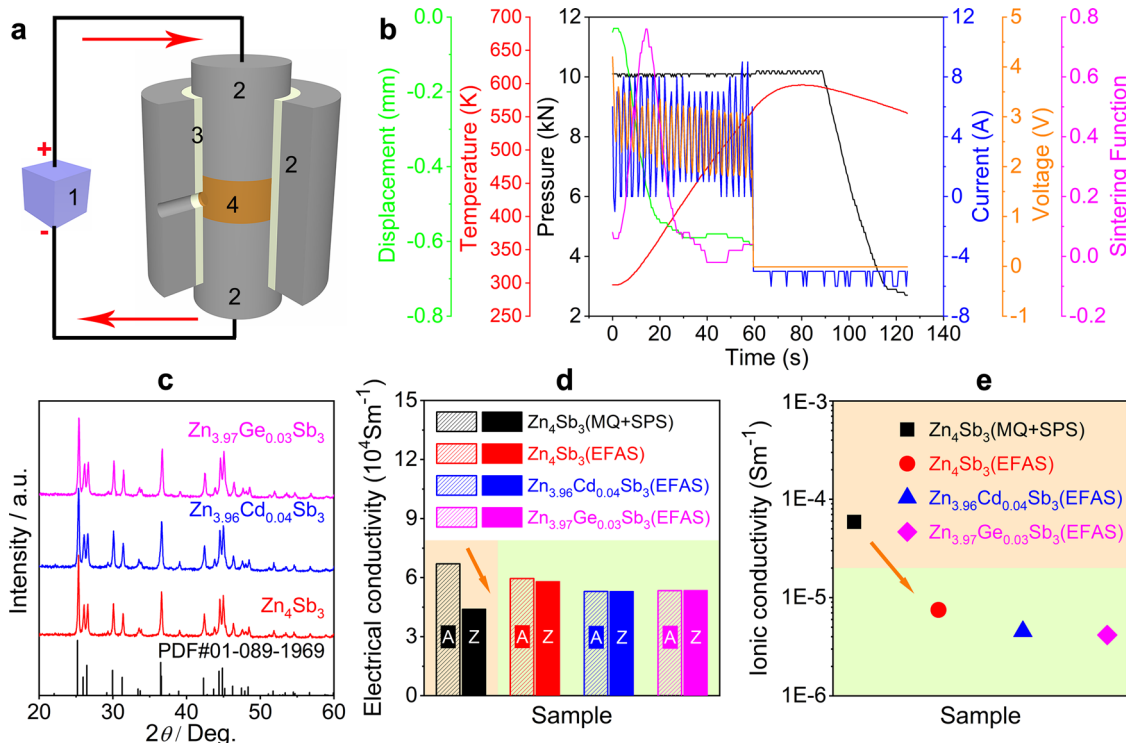 a
+
1
-
2
3
2
4
2
b
0.0
-0.2
-0.4
-0.6
-0.8
Displacement (mm)
700
650
600
550
500
450
400
350
300
250
Temperature (K)
12
10
8
6
4
2
Pressure (kN)
0 20 40 60 80 100 120 140
Time (s)
12
8
4
0
-4
-8
Current (A)
5
4
3
2
1
0
-1
Voltage (V)
0.8
0.6
0.4
0.2
0.0
-0.2
Sintering Function
c
Intensity / a.u.
Zn3.97Ge0.03Sb3
Zn3.96Cd0.04Sb3
Zn4Sb3
PDF#01-089-1969
20 30 40 50 60
2θ / Deg.
d
Electrical conductivity (10⁴Sm⁻¹)
15
12
9
6
3
0
Zn4Sb3(MQ+SPS)
Zn4Sb3(EFAS)
Zn3.96Cd0.04Sb3(EFAS)
Zn3.97Ge0.03Sb3(EFAS)
A Z A Z A Z A Z
Sample
e
Ionic conductivity (Sm⁻¹)
1E-3
1E-4
1E-5
1E-6
Zn4Sb3(MQ+SPS)
Zn4Sb3(EFAS)
Zn3.96Cd0.04Sb3(EFAS)
Zn3.97Ge0.03Sb3(EFAS)
Sample